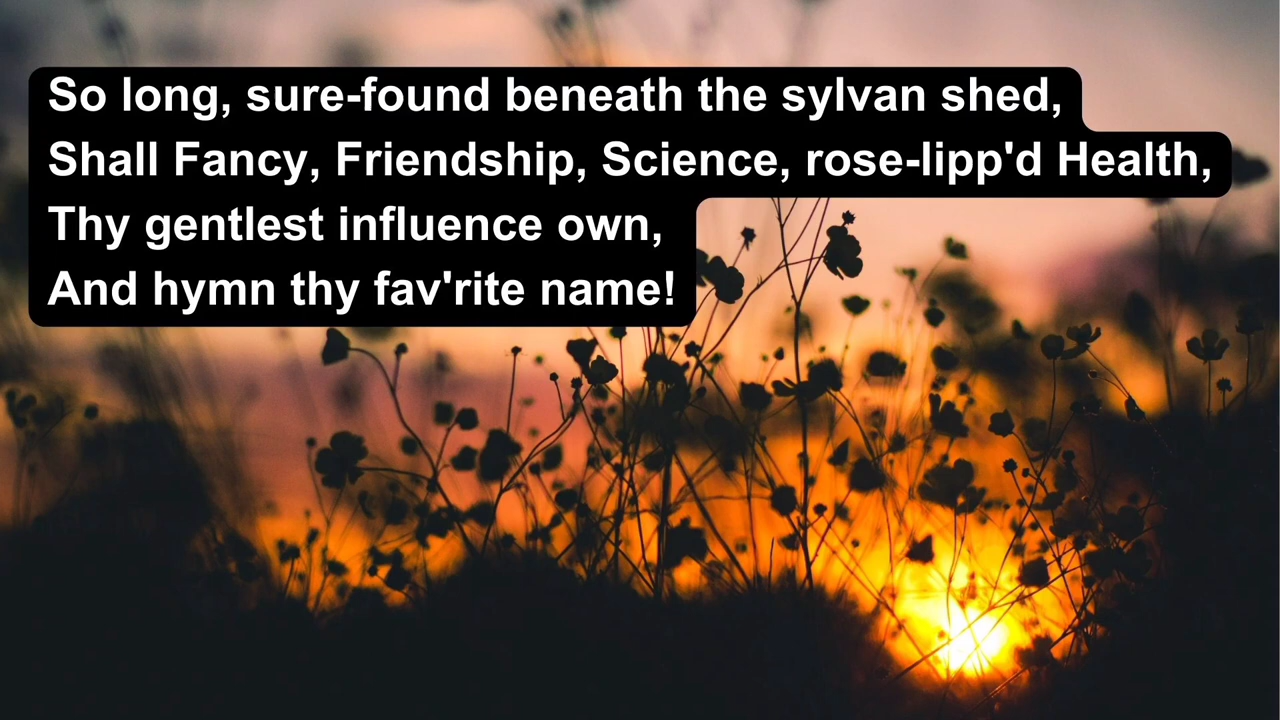 So long, sure-found beneath the sylvan shed,
Shall Fancy, Friendship, Science, rose-lipp'd Health,
Thy gentlest influence own,
And hymn thy fav'rite name!